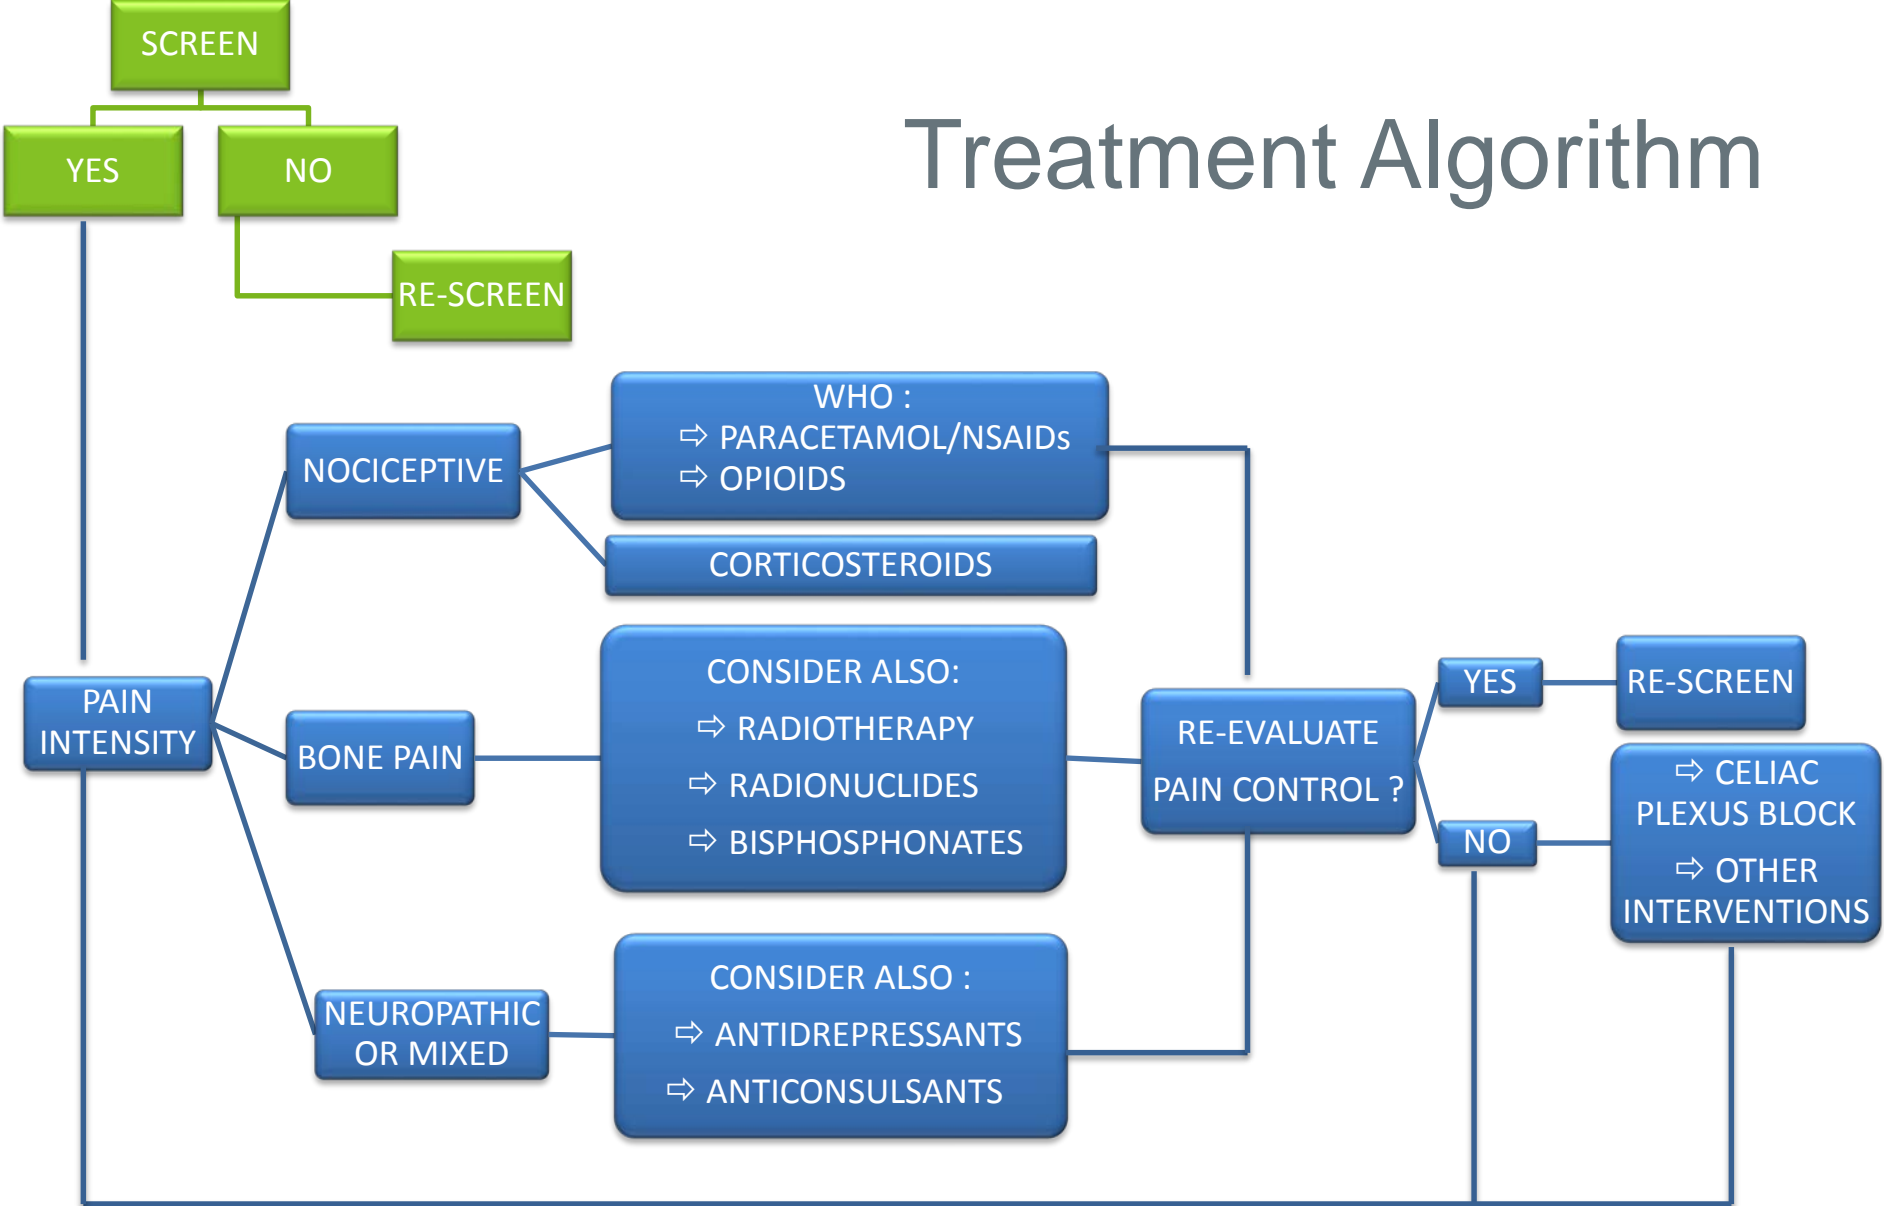 SCREEN
Treatment Algorithm
YES
NO
RE-SCREEN
WHO :
⇨ PARACETAMOL/NSAIDs
⇨ OPIOIDS
NOCICEPTIVE
CORTICOSTEROIDS
PAIN
INTENSITY
BONE PAIN
CONSIDER ALSO:
⇨ RADIOTHERAPY
⇨ RADIONUCLIDES
⇨ BISPHOSPHONATES
NEUROPATHIC
OR MIXED
CONSIDER ALSO :
⇨ ANTIDREPRESSANTS
⇨ ANTICONSULSANTS
RE-EVALUATE
PAIN CONTROL ?
YES
RE-SCREEN
NO
⇨ CELIAC
PLEXUS BLOCK
⇨ OTHER
INTERVENTIONS